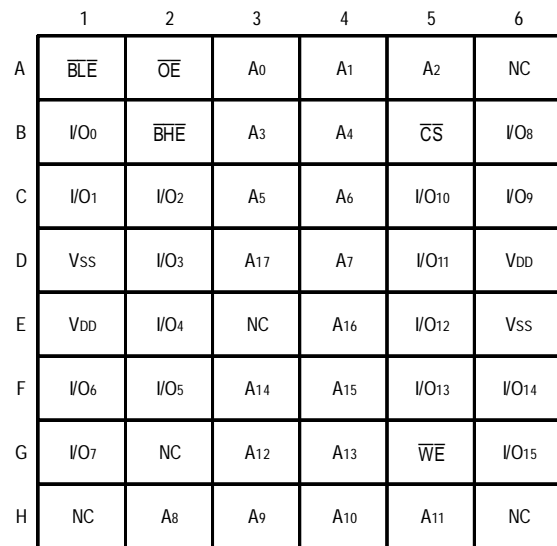 1 2 3 4 5 6
A BLE OE A0 A1 A2 NC
B I/O0 BHE A3 A4 CS I/O8
C I/O1 I/O2 A5 A6 I/O10 I/O9
D VSS I/O3 A17 A7 I/O11 VDD
E VDD I/O4 NC A16 I/O12 VSS
F I/O6 I/O5 A14 A15 I/O13 I/O14
G I/O7 NC A12 A13 WE I/O15
H NC A8 A9 A10 A11 NC